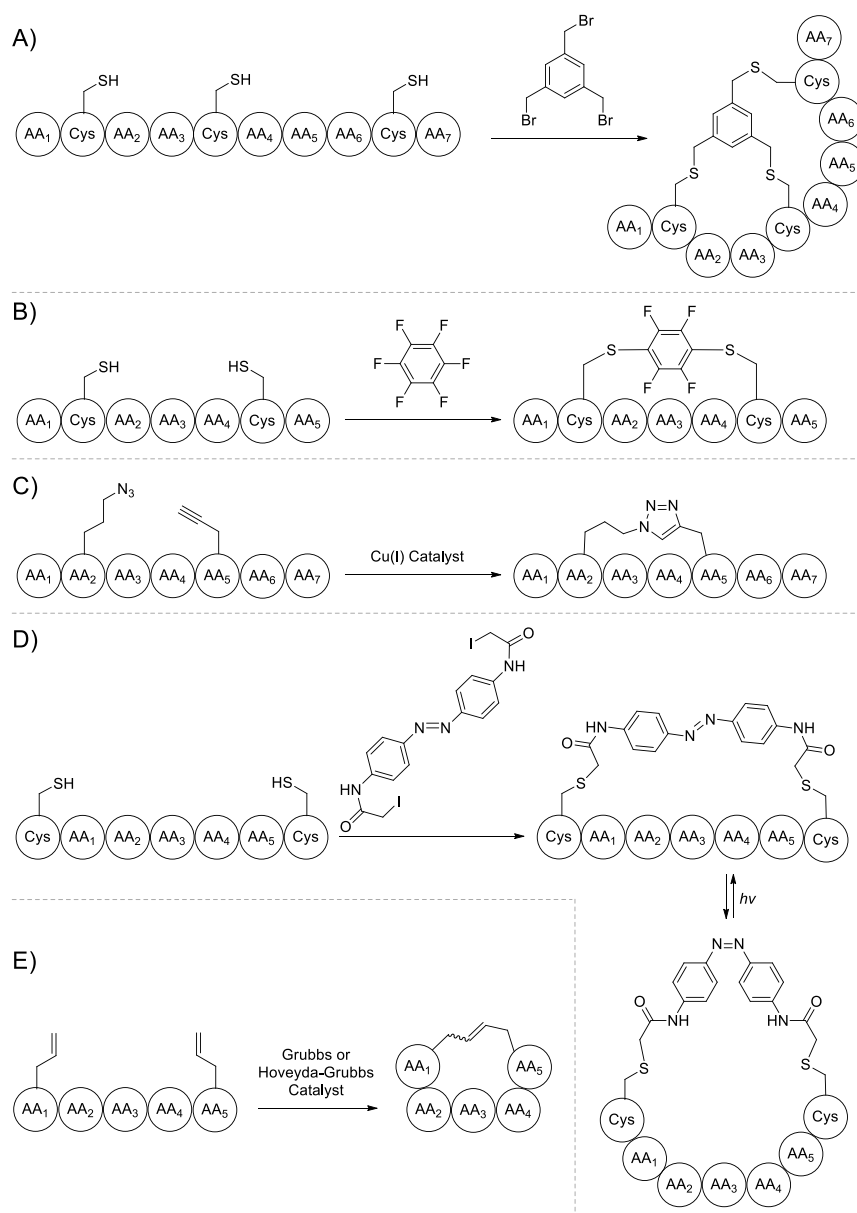 A)
SH
SH
SH
AA1 Cys AA2 AA3 Cys AA4 AA5 AA6 Cys AA7
Br
Br
Br
AA7
S
Cys
AA6
AA5
AA4
S
S
AA1 Cys
Cys
AA2 AA3
B)
SH
HS
AA1 Cys AA2 AA3 AA4 Cys AA5
F
F
F
F
F
F
F
F
S
S
F
F
AA1 Cys AA2 AA3 AA4 Cys AA5
C)
N3
AA1 AA2 AA3 AA4 AA5 AA6 AA7
Cu(I) Catalyst
N=N
N
AA1 AA2 AA3 AA4 AA5 AA6 AA7
D)
SH
HS
Cys AA1 AA2 AA3 AA4 AA5 Cys
I
O
NH
N=N
HN
O
I
O
HN
N=N
NH
O
S
S
Cys AA1 AA2 AA3 AA4 AA5 Cys
hν
N=N
O
NH
HN
O
S
S
Cys
Cys
AA1
AA5
AA2 AA3 AA4
E)
AA1 AA2 AA3 AA4 AA5
Grubbs or
Hoveyda-Grubbs
Catalyst
AA1
AA5
AA2 AA3 AA4